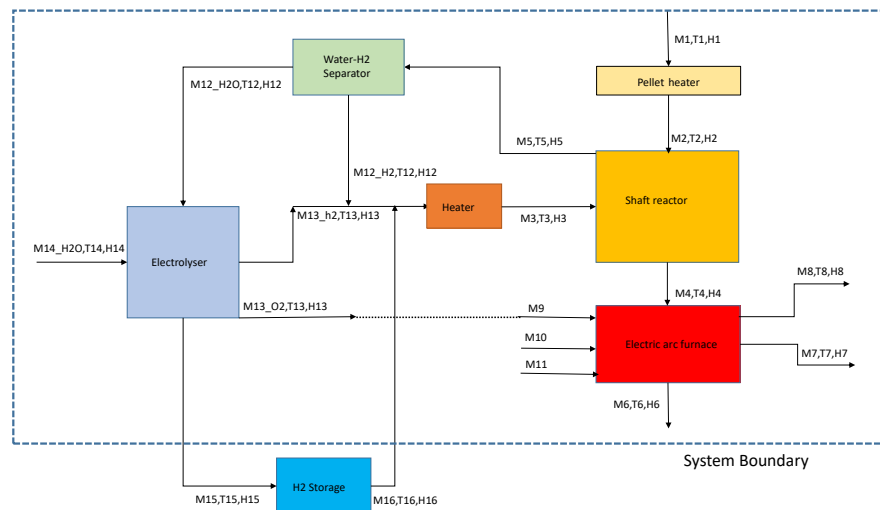 M1,T1,H1
Water-H2
Separator
Pellet heater
M12_H2O,T12,H12
M5,T5,H5
M2,T2,H2
M12_H2,T12,H12
Heater
Shaft reactor
M13_h2,T13,H13
M3,T3,H3
M14_H2O,T14,H14
Electrolyser
M8,T8,H8
M4,T4,H4
M13_O2,T13,H13
M9
M10
Electric arc furnace
M7,T7,H7
M11
M6,T6,H6
System Boundary
H2 Storage
M15,T15,H15
M16,T16,H16